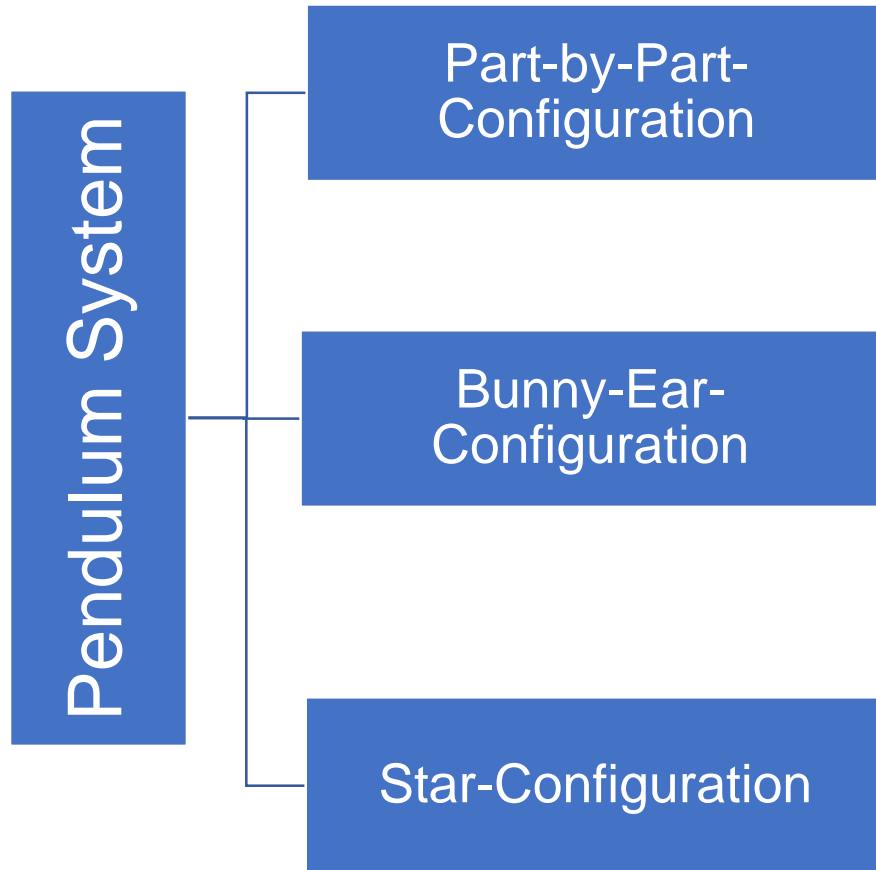 Pendulum System
Part-by-Part-
Configuration
Bunny-Ear-
Configuration
Star-Configuration